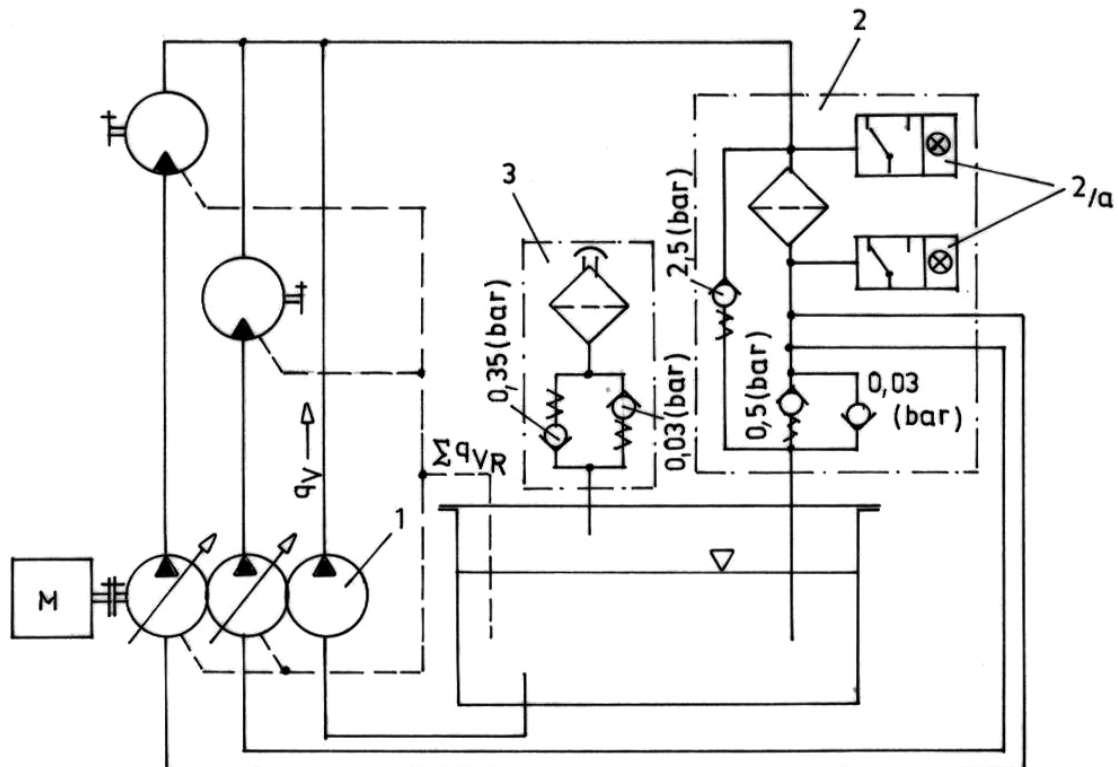 2
2/a
3
2,5(bar)
0,35(bar)
0,03(bar)
0,5(bar)
0,03
(bar)
ΣqVR
qV
1
M